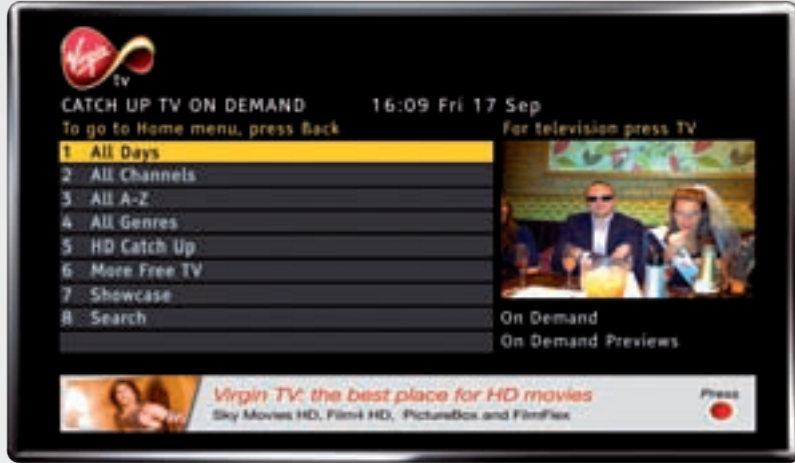 Virgin
tv
CATCH UP TV ON DEMAND 16:09 Fri 17 Sep
To go to Home menu, press Back
For television press TV
1 All Days
2 All Channels
3 All A-Z
4 All Genres
5 HD Catch Up
6 More Free TV
7 Showcase
8 Search
On Demand
On Demand Previews
Virgin TV: the best place for HD movies
Sky Movies HD, Film4 HD, PictureBox and FilmFlex
Press